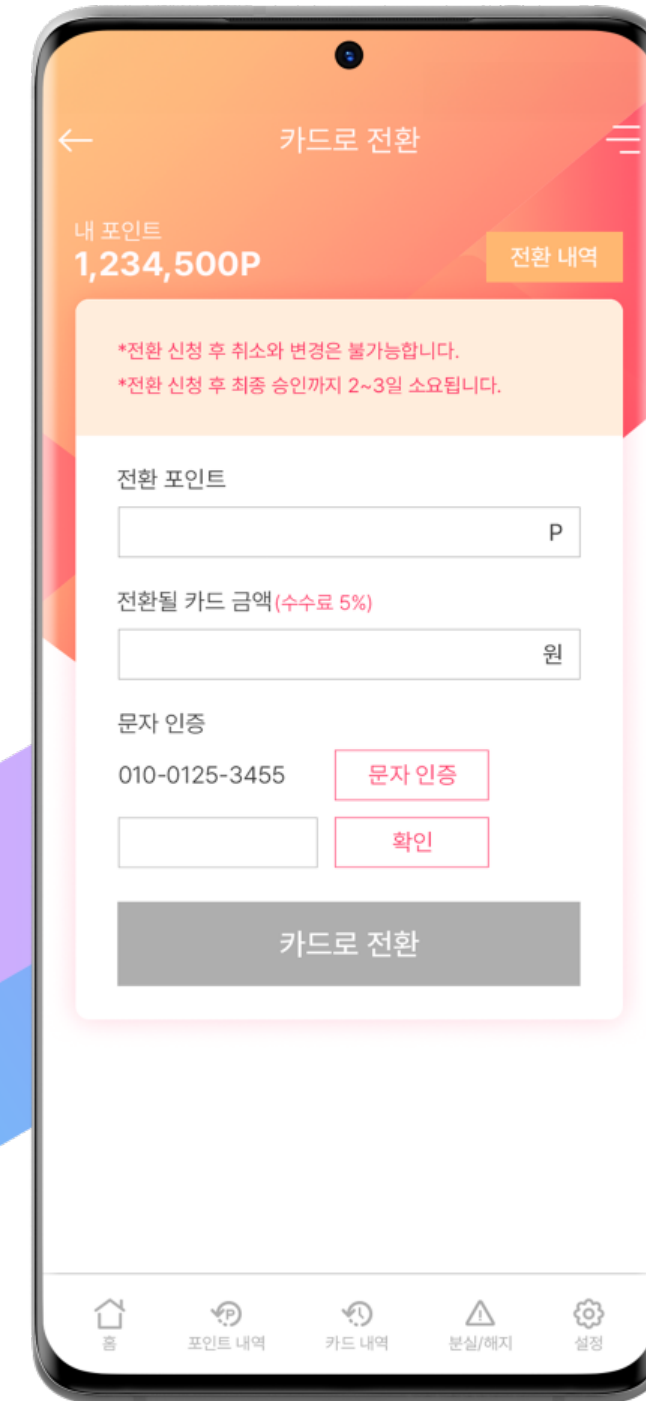 카드로 전환
내 포인트
1,234,500P
전환 내역
*전환 신청 후 취소와 변경은 불가능합니다.
*전환 신청 후 최종 승인까지 2~3일 소요됩니다.
전환 포인트
P
전환될 카드 금액(수수료 5%)
원
문자 인증
010-0125-3455
문자 인증
확인
카드로 전환
홈
포인트 내역
카드 내역
분실/해지
설정